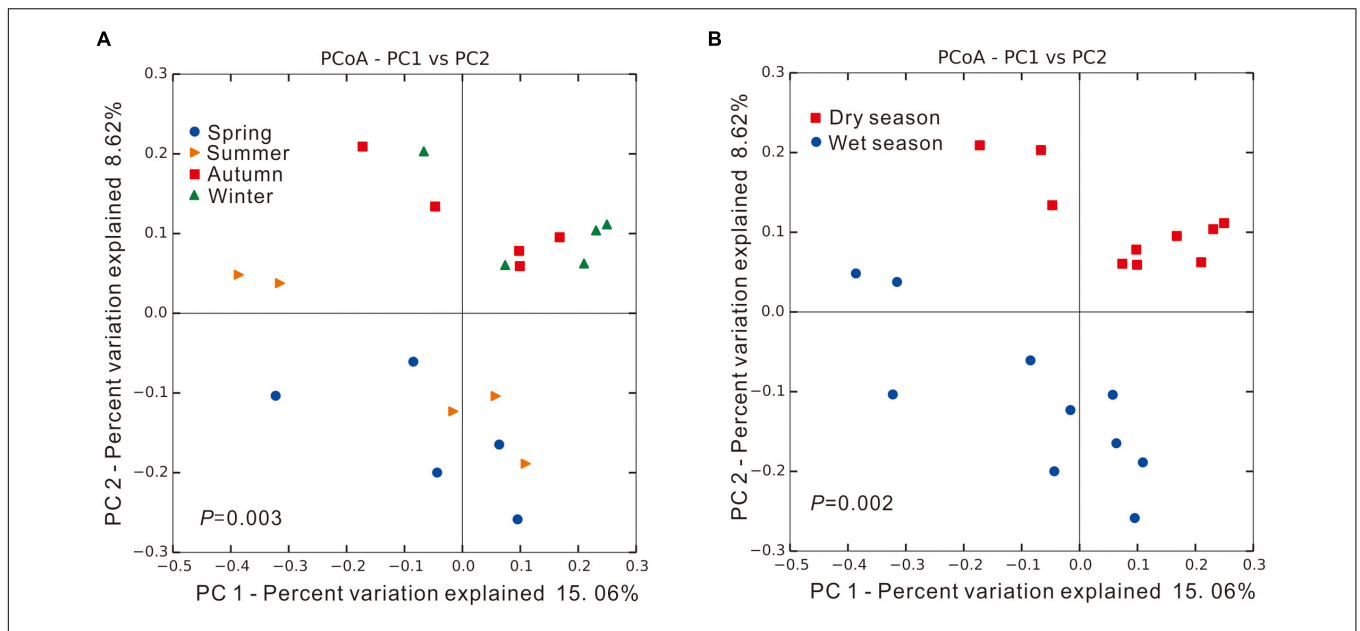 A
PCoA - PC1 vs PC2
PC 2 - Percent variation explained 8.62%
0.3
0.2
0.1
0.0
−0.1
−0.2
−0.3
Spring
Summer
Autumn
Winter
P=0.003
−0.5 −0.4 −0.3 −0.2 −0.1 0.0 0.1 0.2 0.3
PC 1 - Percent variation explained 15. 06%
B
PCoA - PC1 vs PC2
PC 2 - Percent variation explained 8.62%
0.3
0.2
0.1
0.0
−0.1
−0.2
−0.3
Dry season
Wet season
P=0.002
−0.5 −0.4 −0.3 −0.2 −0.1 0.0 0.1 0.2 0.3
PC 1 - Percent variation explained 15. 06%